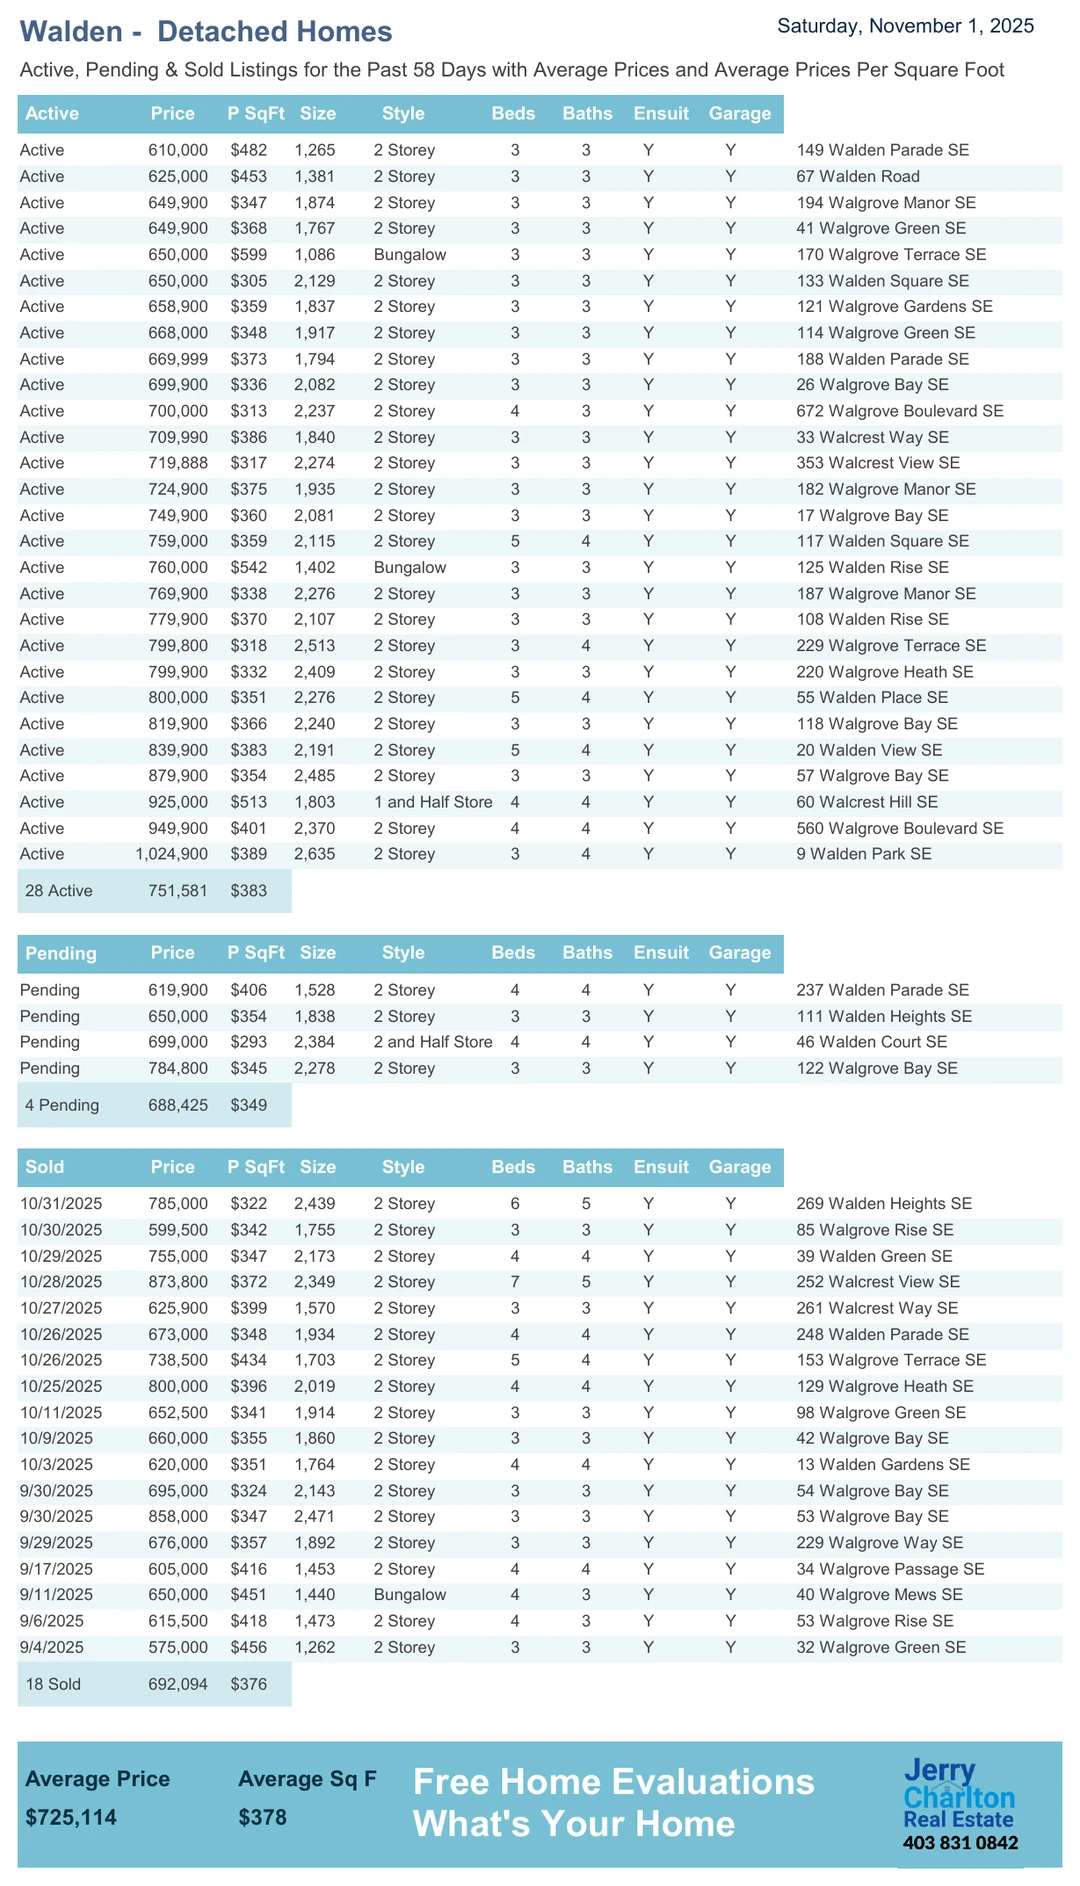 Walden -  Detached Homes
Saturday, November 1, 2025
Active, Pending & Sold Listings for the Past 58 Days with Average Prices and Average Prices Per Square Foot
Active Price P SqFt Size Style Beds Baths Ensuit Garage
Active 610,000 $482 1,265 2 Storey 3 3 Y Y 149 Walden Parade SE
Active 625,000 $453 1,381 2 Storey 3 3 Y Y 67 Walden Road
Active 649,900 $347 1,874 2 Storey 3 3 Y Y 194 Walgrove Manor SE
Active 649,900 $368 1,767 2 Storey 3 3 Y Y 41 Walgrove Green SE
Active 650,000 $599 1,086 Bungalow 3 3 Y Y 170 Walgrove Terrace SE
Active 650,000 $305 2,129 2 Storey 3 3 Y Y 133 Walden Square SE
Active 658,900 $359 1,837 2 Storey 3 3 Y Y 121 Walgrove Gardens SE
Active 668,000 $348 1,917 2 Storey 3 3 Y Y 114 Walgrove Green SE
Active 669,999 $373 1,794 2 Storey 3 3 Y Y 188 Walden Parade SE
Active 699,900 $336 2,082 2 Storey 3 3 Y Y 26 Walgrove Bay SE
Active 700,000 $313 2,237 2 Storey 4 3 Y Y 672 Walgrove Boulevard SE
Active 709,990 $386 1,840 2 Storey 3 3 Y Y 33 Walcrest Way SE
Active 719,888 $317 2,274 2 Storey 3 3 Y Y 353 Walcrest View SE
Active 724,900 $375 1,935 2 Storey 3 3 Y Y 182 Walgrove Manor SE
Active 749,900 $360 2,081 2 Storey 3 3 Y Y 17 Walgrove Bay SE
Active 759,000 $359 2,115 2 Storey 5 4 Y Y 117 Walden Square SE
Active 760,000 $542 1,402 Bungalow 3 3 Y Y 125 Walden Rise SE
Active 769,900 $338 2,276 2 Storey 3 3 Y Y 187 Walgrove Manor SE
Active 779,900 $370 2,107 2 Storey 3 3 Y Y 108 Walden Rise SE
Active 799,800 $318 2,513 2 Storey 3 4 Y Y 229 Walgrove Terrace SE
Active 799,900 $332 2,409 2 Storey 3 3 Y Y 220 Walgrove Heath SE
Active 800,000 $351 2,276 2 Storey 5 4 Y Y 55 Walden Place SE
Active 819,900 $366 2,240 2 Storey 3 3 Y Y 118 Walgrove Bay SE
Active 839,900 $383 2,191 2 Storey 5 4 Y Y 20 Walden View SE
Active 879,900 $354 2,485 2 Storey 3 3 Y Y 57 Walgrove Bay SE
Active 925,000 $513 1,803 1 and Half Store 4 4 Y Y 60 Walcrest Hill SE
Active 949,900 $401 2,370 2 Storey 4 4 Y Y 560 Walgrove Boulevard SE
Active 1,024,900 $389 2,635 2 Storey 3 4 Y Y 9 Walden Park SE
28 Active 751,581 $383
Pending Price P SqFt Size Style Beds Baths Ensuit Garage
Pending 619,900 $406 1,528 2 Storey 4 4 Y Y 237 Walden Parade SE
Pending 650,000 $354 1,838 2 Storey 3 3 Y Y 111 Walden Heights SE
Pending 699,000 $293 2,384 2 and Half Store 4 4 Y Y 46 Walden Court SE
Pending 784,800 $345 2,278 2 Storey 3 3 Y Y 122 Walgrove Bay SE
4 Pending 688,425 $349
Sold Price P SqFt Size Style Beds Baths Ensuit Garage
10/31/2025 785,000 $322 2,439 2 Storey 6 5 Y Y 269 Walden Heights SE
10/30/2025 599,500 $342 1,755 2 Storey 3 3 Y Y 85 Walgrove Rise SE
10/29/2025 755,000 $347 2,173 2 Storey 4 4 Y Y 39 Walden Green SE
10/28/2025 873,800 $372 2,349 2 Storey 7 5 Y Y 252 Walcrest View SE
10/27/2025 625,900 $399 1,570 2 Storey 3 3 Y Y 261 Walcrest Way SE
10/26/2025 673,000 $348 1,934 2 Storey 4 4 Y Y 248 Walden Parade SE
10/26/2025 738,500 $434 1,703 2 Storey 5 4 Y Y 153 Walgrove Terrace SE
10/25/2025 800,000 $396 2,019 2 Storey 4 4 Y Y 129 Walgrove Heath SE
10/11/2025 652,500 $341 1,914 2 Storey 3 3 Y Y 98 Walgrove Green SE
10/9/2025 660,000 $355 1,860 2 Storey 3 3 Y Y 42 Walgrove Bay SE
10/3/2025 620,000 $351 1,764 2 Storey 4 4 Y Y 13 Walden Gardens SE
9/30/2025 695,000 $324 2,143 2 Storey 3 3 Y Y 54 Walgrove Bay SE
9/30/2025 858,000 $347 2,471 2 Storey 3 3 Y Y 53 Walgrove Bay SE
9/29/2025 676,000 $357 1,892 2 Storey 3 3 Y Y 229 Walgrove Way SE
9/17/2025 605,000 $416 1,453 2 Storey 4 4 Y Y 34 Walgrove Passage SE
9/11/2025 650,000 $451 1,440 Bungalow 4 3 Y Y 40 Walgrove Mews SE
9/6/2025 615,500 $418 1,473 2 Storey 4 3 Y Y 53 Walgrove Rise SE
9/4/2025 575,000 $456 1,262 2 Storey 3 3 Y Y 32 Walgrove Green SE
18 Sold 692,094 $376
Average Price Average Sq F
$725,114 $378
Free Home Evaluations
What's Your Home
Jerry
Charlton
Real Estate
403 831 0842